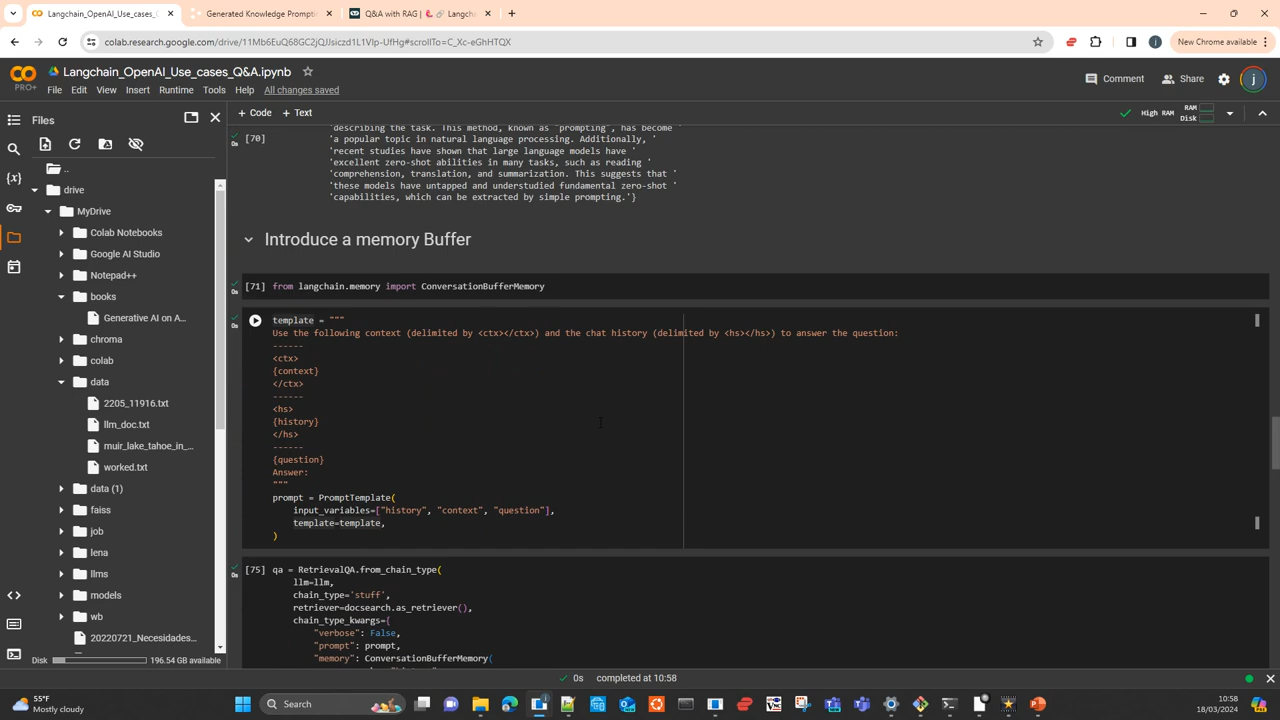 Langchain_OpenAI_Use_cases_
Generated Knowledge Prompti
Q&A with RAG | 🦜️🔗 Langcha
colab.research.google.com/drive/11Mb6EuQ68GC2jQJJsiczd1L1Vlp-UfHg#scrollTo=C_Xc-eGhHTQX
New Chrome available
PRO+
Langchain_OpenAI_Use_cases_Q&A.ipynb
File Edit View Insert Runtime Tools Help All changes saved
Comment
Share
j
Files
+ Code + Text
High RAM
RAM
Disk
..
drive
MyDrive
Colab Notebooks
Google AI Studio
Notepad++
books
Generative AI on A...
chroma
colab
data
2205_11916.txt
llm_doc.txt
muir_lake_tahoe_in_...
worked.txt
data (1)
faiss
job
lena
llms
models
wb
20220721_Necesidades...
Disk 196.54 GB available
[70]
'describing the task. This method, known as "prompting", has become '
'a popular topic in natural language processing. Additionally, '
'recent studies have shown that large language models have '
'excellent zero-shot abilities in many tasks, such as reading '
'comprehension, translation, and summarization. This suggests that '
'these models have untapped and understudied fundamental zero-shot '
'capabilities, which can be extracted by simple prompting.'}
Introduce a memory Buffer
[71] from langchain.memory import ConversationBufferMemory
template = """
Use the following context (delimited by <ctx></ctx>) and the chat history (delimited by <hs></hs>) to answer the question:
------
<ctx>
{context}
</ctx>
------
<hs>
{history}
</hs>
------
{question}
Answer:
"""
prompt = PromptTemplate(
input_variables=["history", "context", "question"],
template=template,
)
[75] qa = RetrievalQA.from_chain_type(
llm=llm,
chain_type='stuff',
retriever=docsearch.as_retriever(),
chain_type_kwargs={
"verbose": False,
"prompt": prompt,
"memory": ConversationBufferMemory(
0s completed at 10:58
55°F
Mostly cloudy
Search
10:58
18/03/2024